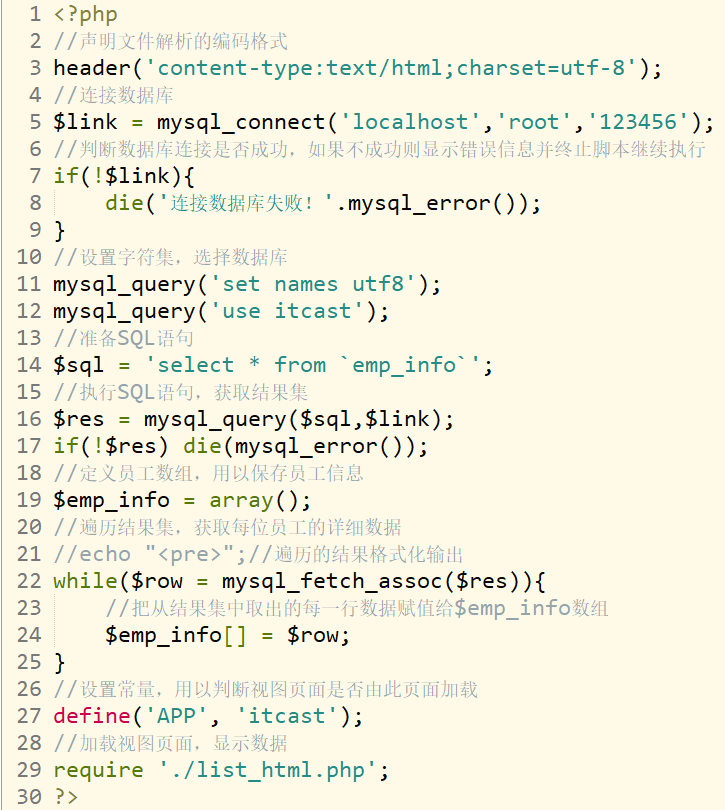 1 <?php
2 //声明文件解析的编码格式
3 header('content-type:text/html;charset=utf-8');
4 //连接数据库
5 $link = mysql_connect('localhost','root','123456');
6 //判断数据库连接是否成功，如果不成功则显示错误信息并终止脚本继续执行
7 if(!$link){
8     die('连接数据库失败！'.mysql_error());
9 }
10 //设置字符集，选择数据库
11 mysql_query('set names utf8');
12 mysql_query('use itcast');
13 //准备SQL语句
14 $sql = 'select * from `emp_info`';
15 //执行SQL语句，获取结果集
16 $res = mysql_query($sql,$link);
17 if(!$res) die(mysql_error());
18 //定义员工数组，用以保存员工信息
19 $emp_info = array();
20 //遍历结果集，获取每位员工的详细数据
21 //echo "<pre>";//遍历的结果格式化输出
22 while($row = mysql_fetch_assoc($res)){
23     //把从结果集中取出的每一行数据赋值给$emp_info数组
24     $emp_info[] = $row;
25 }
26 //设置常量，用以判断视图页面是否由此页面加载
27 define('APP', 'itcast');
28 //加载视图页面，显示数据
29 require './list_html.php';
30 ?>